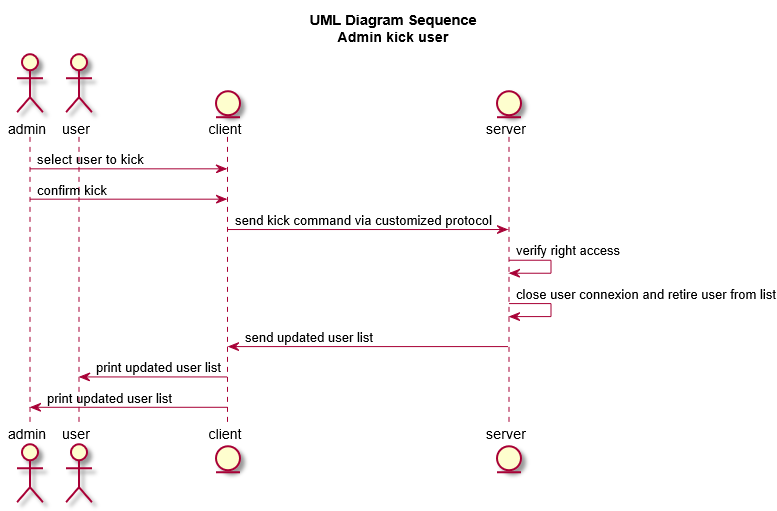 UML Diagram Sequence
Admin kick user
admin user client server
select user to kick
confirm kick
send kick command via customized protocol
verify right access
close user connexion and retire user from list
send updated user list
print updated user list
print updated user list
admin user client server